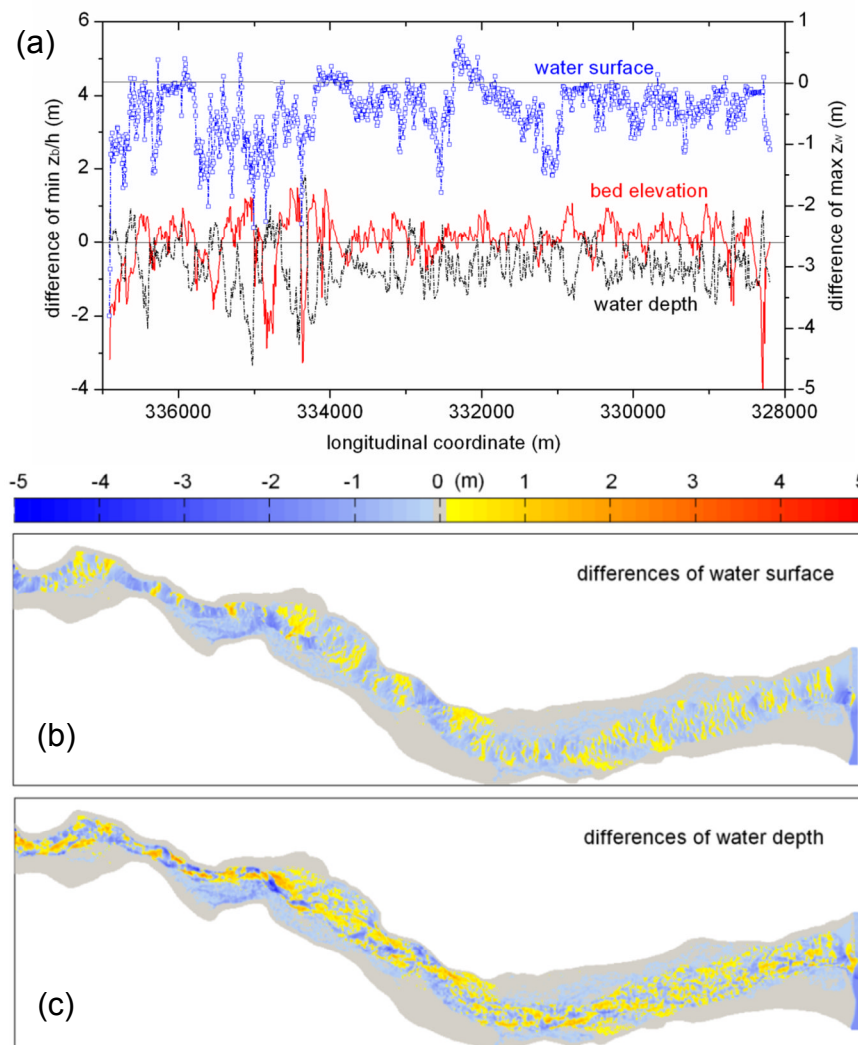 (a)
6
4
2
0
-2
-4
difference of min zb/h (m)
1
0
-1
-2
-3
-4
-5
difference of max zw (m)
water surface
bed elevation
water depth
336000 334000 332000 330000 328000
longitudinal coordinate (m)
-5 -4 -3 -2 -1 0 (m) 1 2 3 4 5
differences of water surface
(b)
differences of water depth
(c)